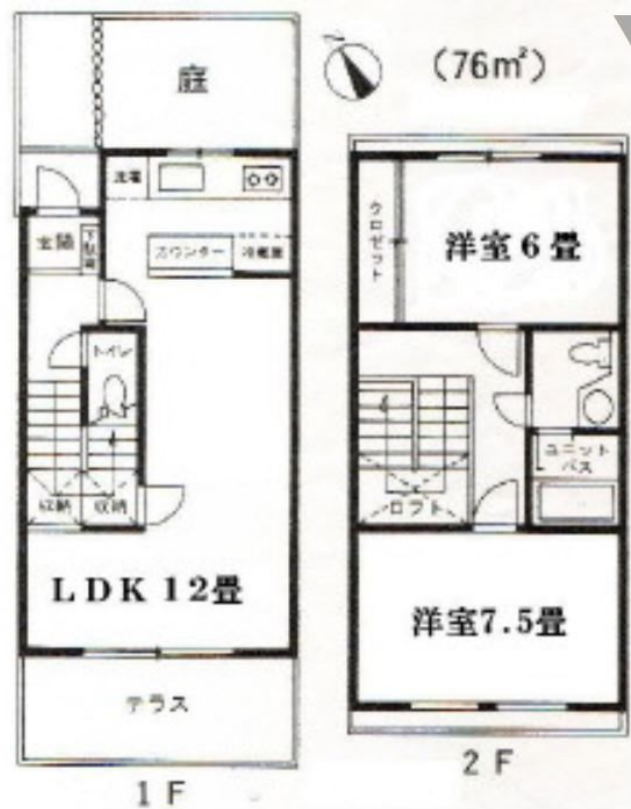 庭
(76㎡)
洗場
玄関
下駄箱
カウンター
冷蔵庫
トイレ
収納
収納
LDK 12畳
テラス
1F
クロゼット
洋室 6 畳
ユニット
バス
ロフト
洋室7.5畳
2F